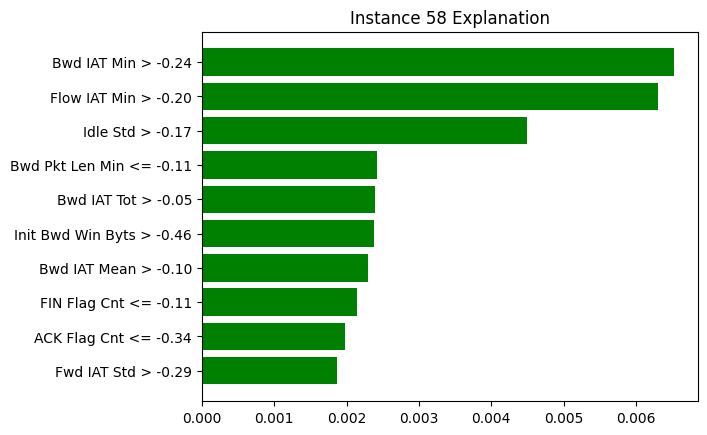 Instance 58 Explanation
Bwd IAT Min > -0.24
Flow IAT Min > -0.20
Idle Std > -0.17
Bwd Pkt Len Min <= -0.11
Bwd IAT Tot > -0.05
Init Bwd Win Byts > -0.46
Bwd IAT Mean > -0.10
FIN Flag Cnt <= -0.11
ACK Flag Cnt <= -0.34
Fwd IAT Std > -0.29
0.000 0.001 0.002 0.003 0.004 0.005 0.006